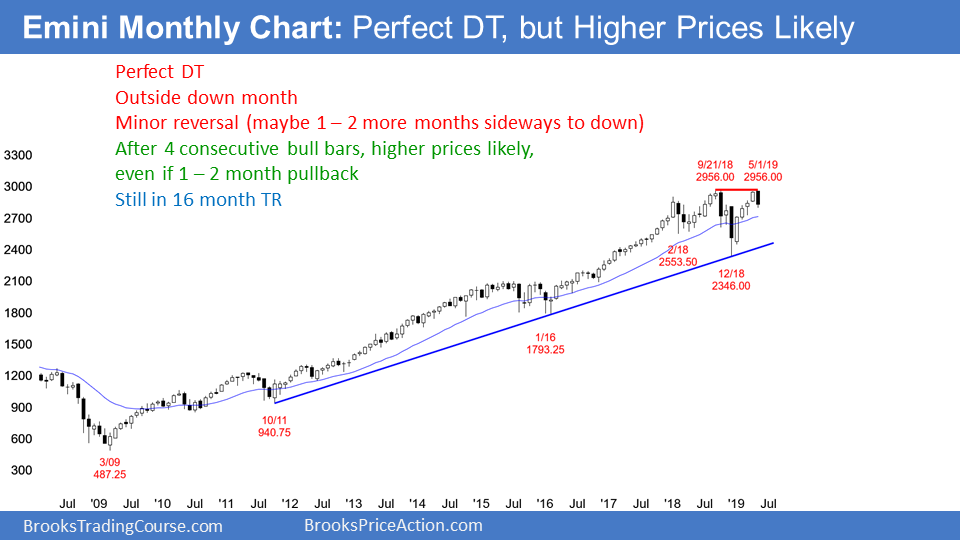 Emini Monthly Chart: Perfect DT, but Higher Prices Likely
Perfect DT
Outside down month
Minor reversal (maybe 1 – 2 more months sideways to down)
After 4 consecutive bull bars, higher prices likely,
even if 1 – 2 month pullback
Still in 16 month TR
3300
3000
2700
2400
2100
1800
1500
1200
900
600
300
9/21/18
2956.00
5/1/19
2956.00
2/18
2553.50
12/18
2346.00
1/16
1793.25
10/11
940.75
3/09
487.25
Jul '09 Jul '10 Jul '11 Jul '12 Jul '13 Jul '14 Jul '15 Jul '16 Jul '17 Jul '18 Jul '19 Jul
BrooksTradingCourse.com
BrooksPriceAction.com